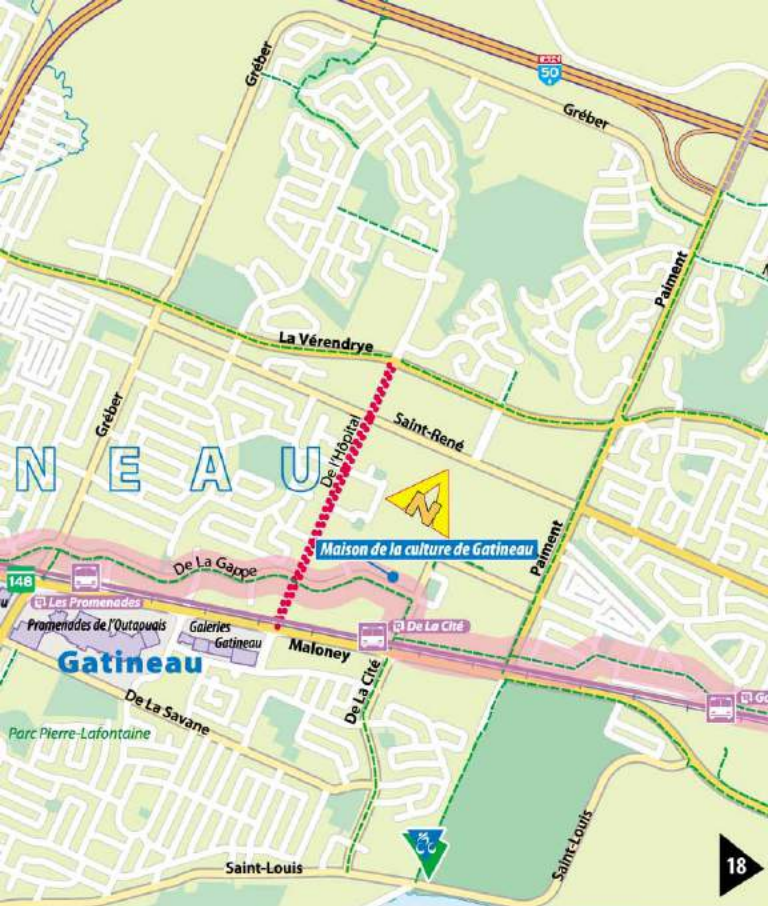 Gréber
50
Gréber
Paiment
La Vérendrye
Gréber
De l'Hôpital
Saint-René
N E A U
N
Maison de la culture de Gatineau
Paiment
De La Gappe
148
Les Promenades
Promenades de l'Outaouais
Galeries
Gatineau
De La Cité
Maloney
Gatineau
De La Cité
De La Savane
Parc Pierre-Lafontaine
Saint-Louis
Saint-Louis
18